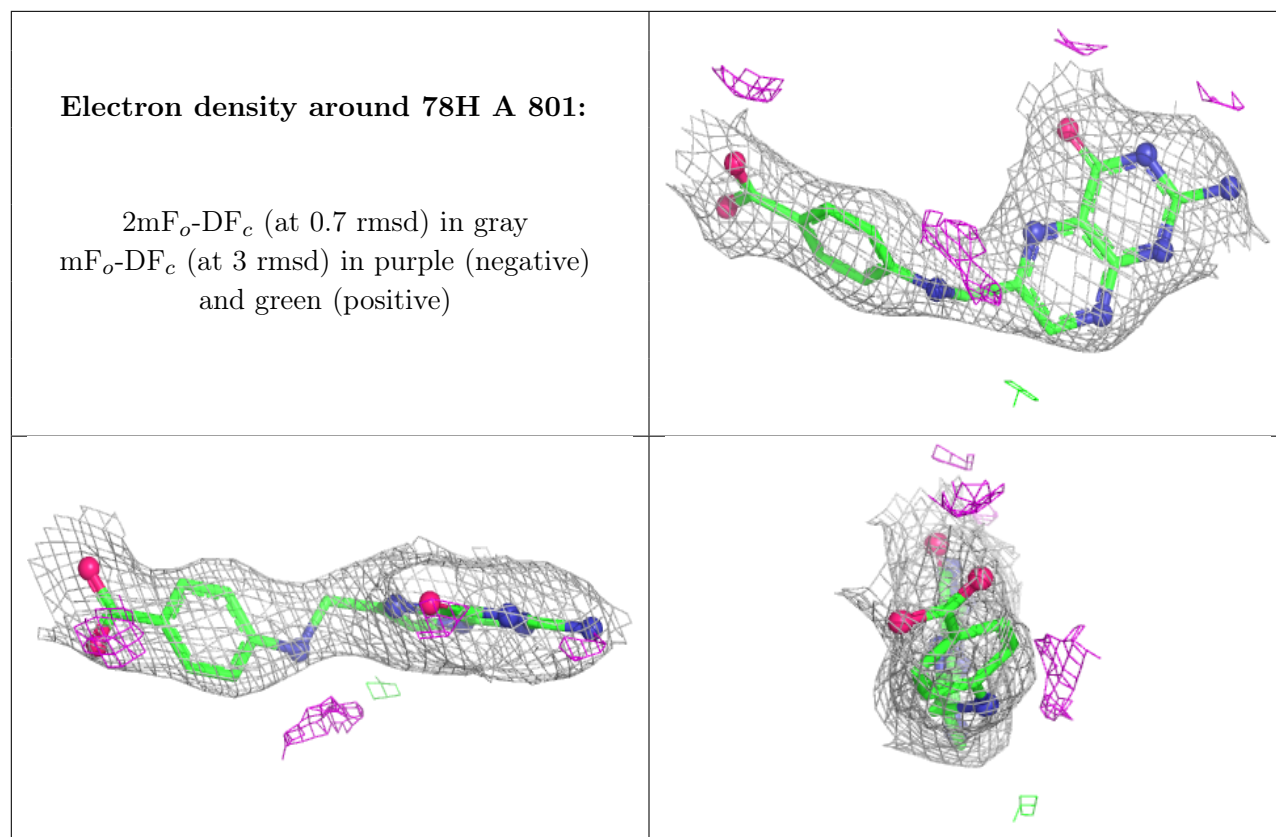 Electron density around 78H A 801:
2mFo-DFc (at 0.7 rmsd) in gray
mFo-DFc (at 3 rmsd) in purple (negative)
and green (positive)